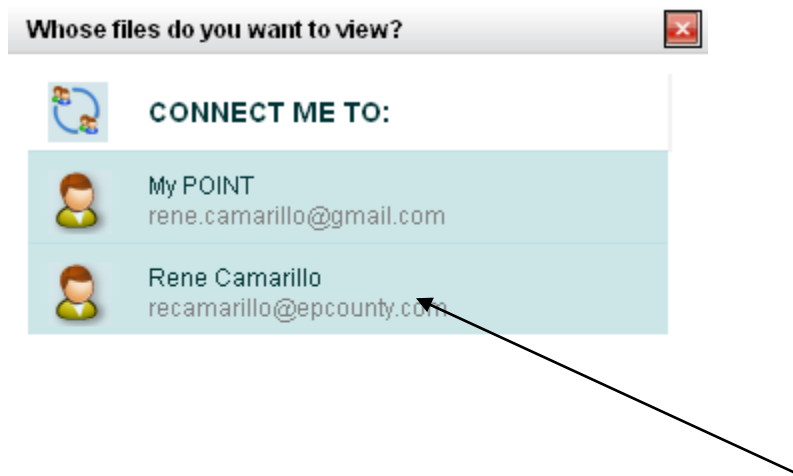 Whose files do you want to view?
CONNECT ME TO:
My POINT
rene.camarillo@gmail.com
Rene Camarillo
recamarillo@epcounty.com